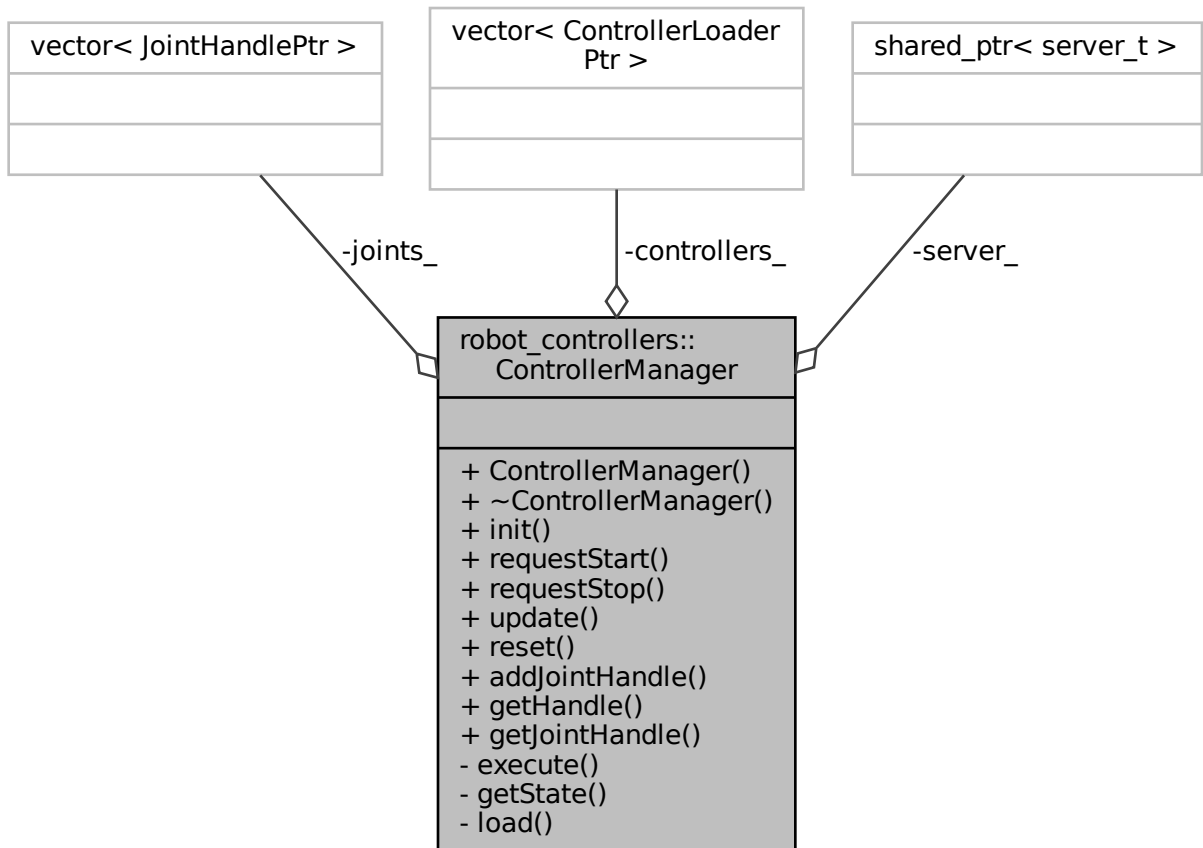 vector< JointHandlePtr >
vector< ControllerLoader
Ptr >
shared_ptr< server_t >
-joints_
-controllers_
-server_
robot_controllers::
ControllerManager
+ ControllerManager()
+ ~ControllerManager()
+ init()
+ requestStart()
+ requestStop()
+ update()
+ reset()
+ addJointHandle()
+ getHandle()
+ getJointHandle()
- execute()
- getState()
- load()